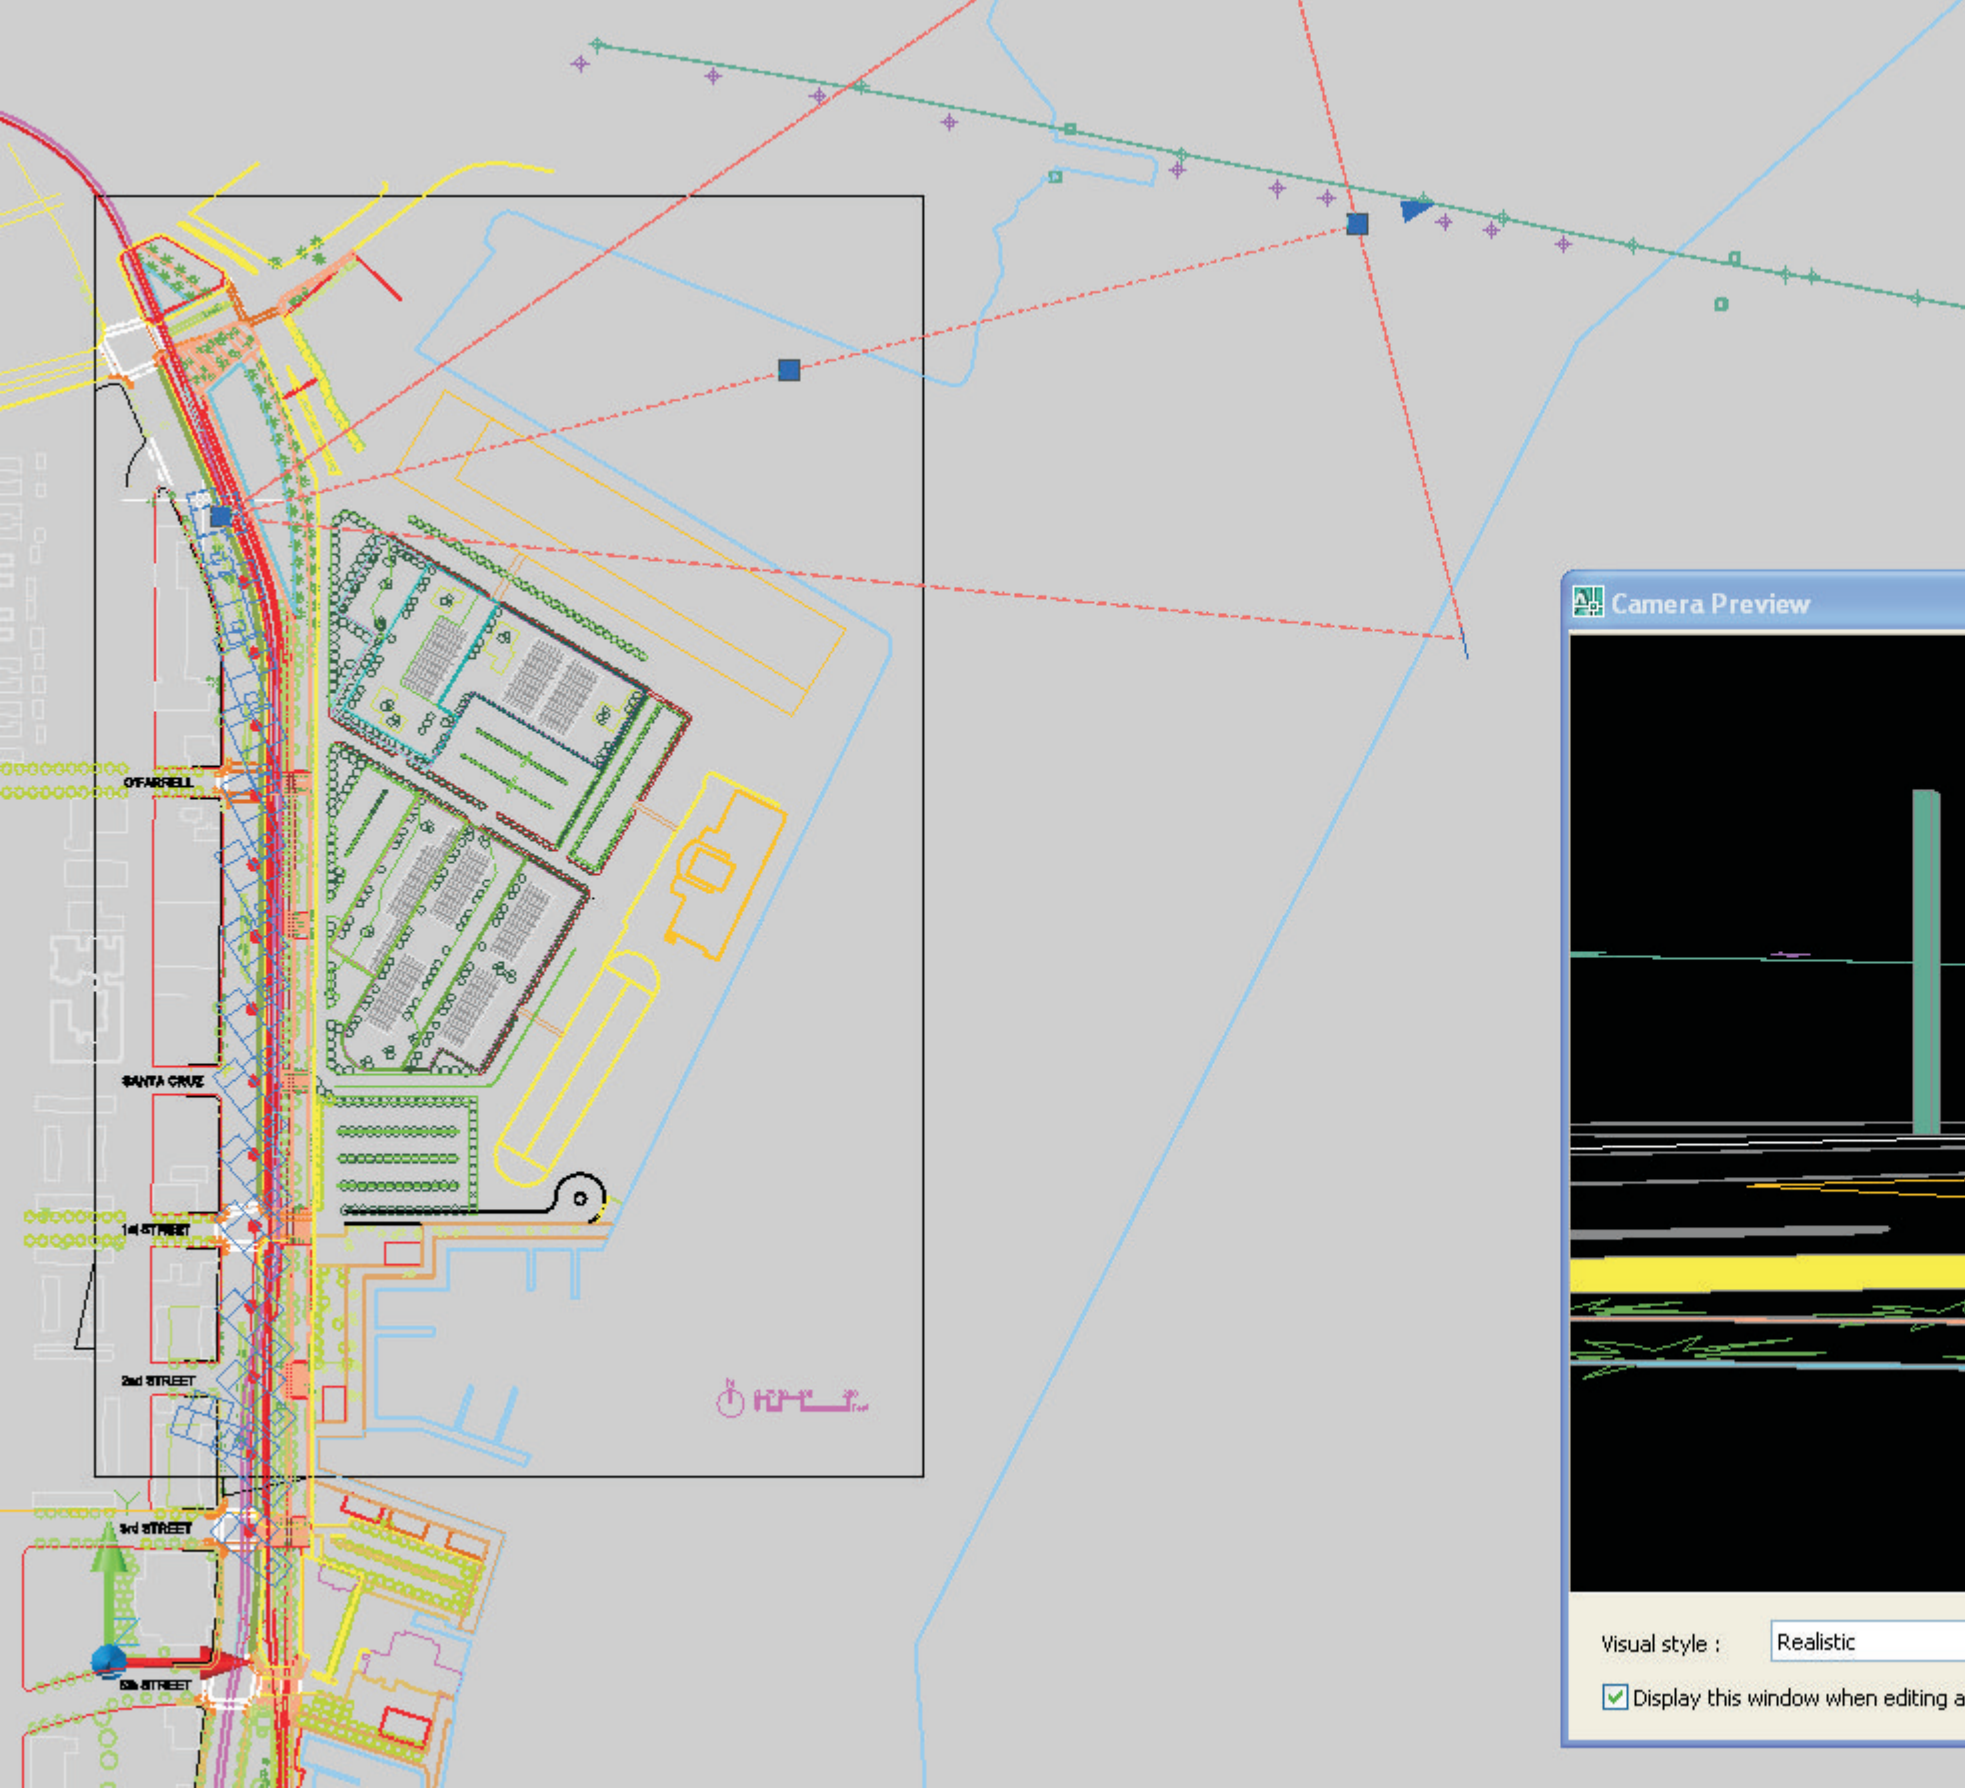 O'FARRELL
SANTA CRUZ
1st STREET
2nd STREET
3rd STREET
5th STREET
N
Y
Z
Camera Preview
Visual style :
Realistic
Display this window when editing a